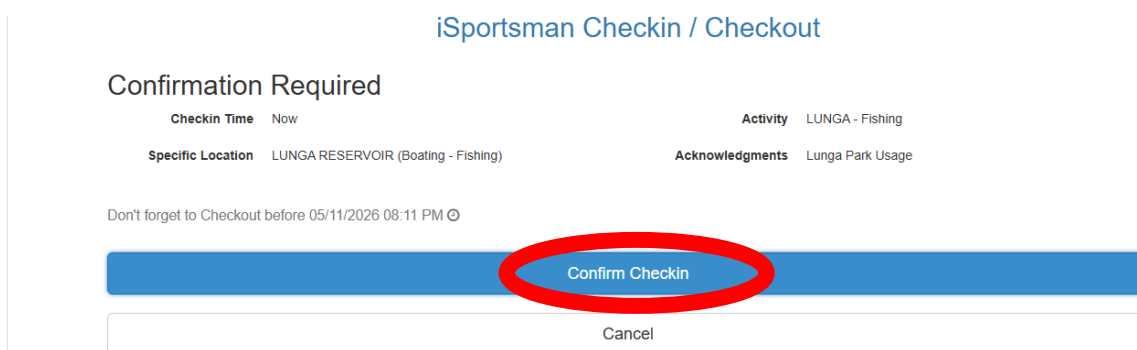 iSportsman Checkin / Checkout
Confirmation Required
Checkin Time Now Activity LUNGA - Fishing
Specific Location LUNGA RESERVOIR (Boating - Fishing) Acknowledgments Lunga Park Usage
Don't forget to Checkout before 05/11/2026 08:11 PM
Confirm Checkin
Cancel